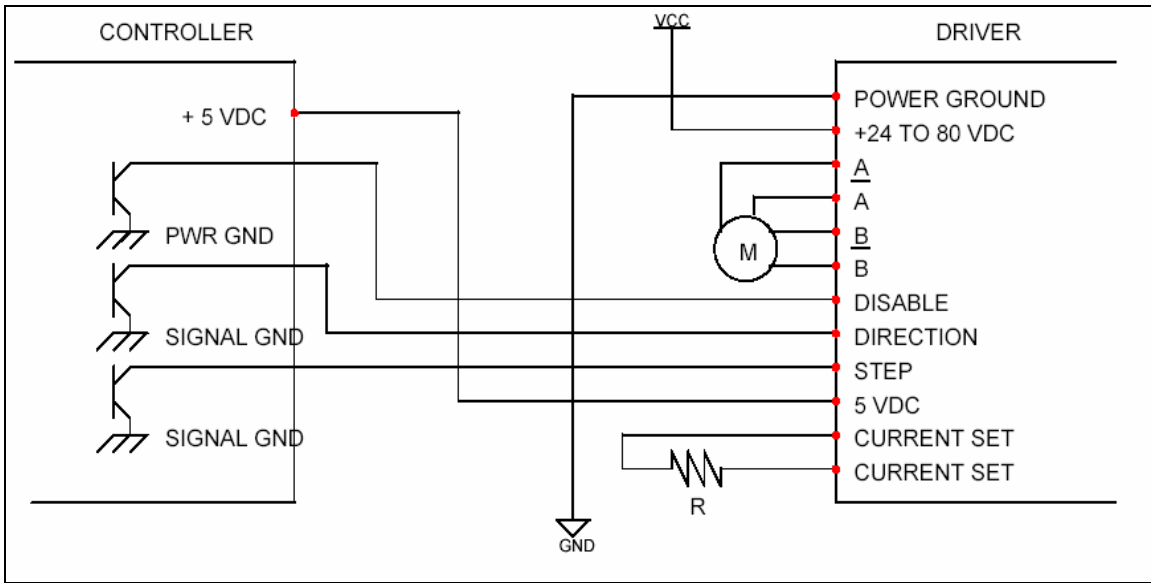 CONTROLLER
VCC
DRIVER
+ 5 VDC
PWR GND
SIGNAL GND
SIGNAL GND
M
R
GND
POWER GROUND
+24 TO 80 VDC
A
A
B
B
DISABLE
DIRECTION
STEP
5 VDC
CURRENT SET
CURRENT SET